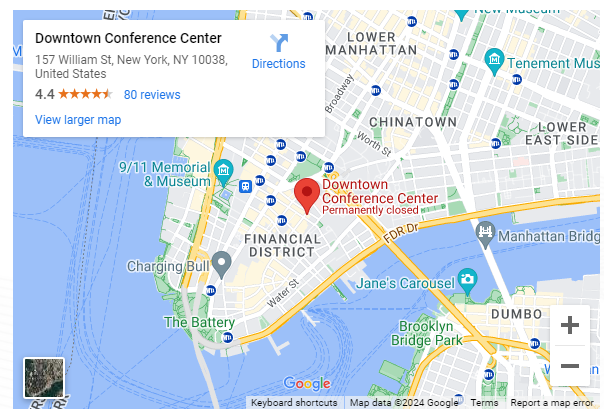 Downtown Conference Center
157 William St, New York, NY 10038,
United States
Directions
4.4
80 reviews
View larger map
LOWER
MANHATTAN
New Museum
Tenement Mus
Broadway
CHINATOWN
Worth St
LOWER
EAST SIDE
9/11 Memorial
& Museum
Downtown
Conference Center
Permanently closed
FDR Dr
Manhattan Bridg
FINANCIAL
DISTRICT
Charging Bull
Jane's Carousel
Water St
The Battery
DUMBO
Brooklyn
Bridge Park
Google
Keyboard shortcuts
Map data ©2024 Google
Terms
Report a map error